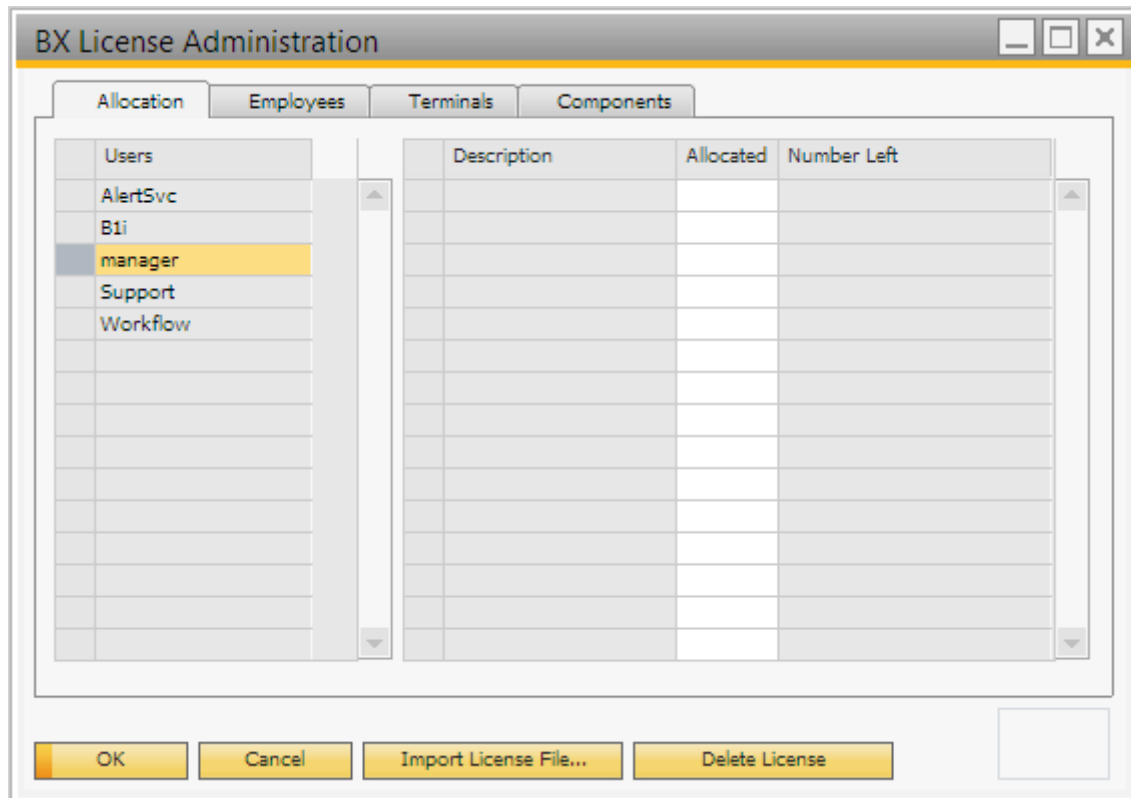 BX License Administration
Allocation Employees Terminals Components
Users Description Allocated Number Left
AlertSvc
B1i
manager
Support
Workflow
OK Cancel Import License File... Delete License